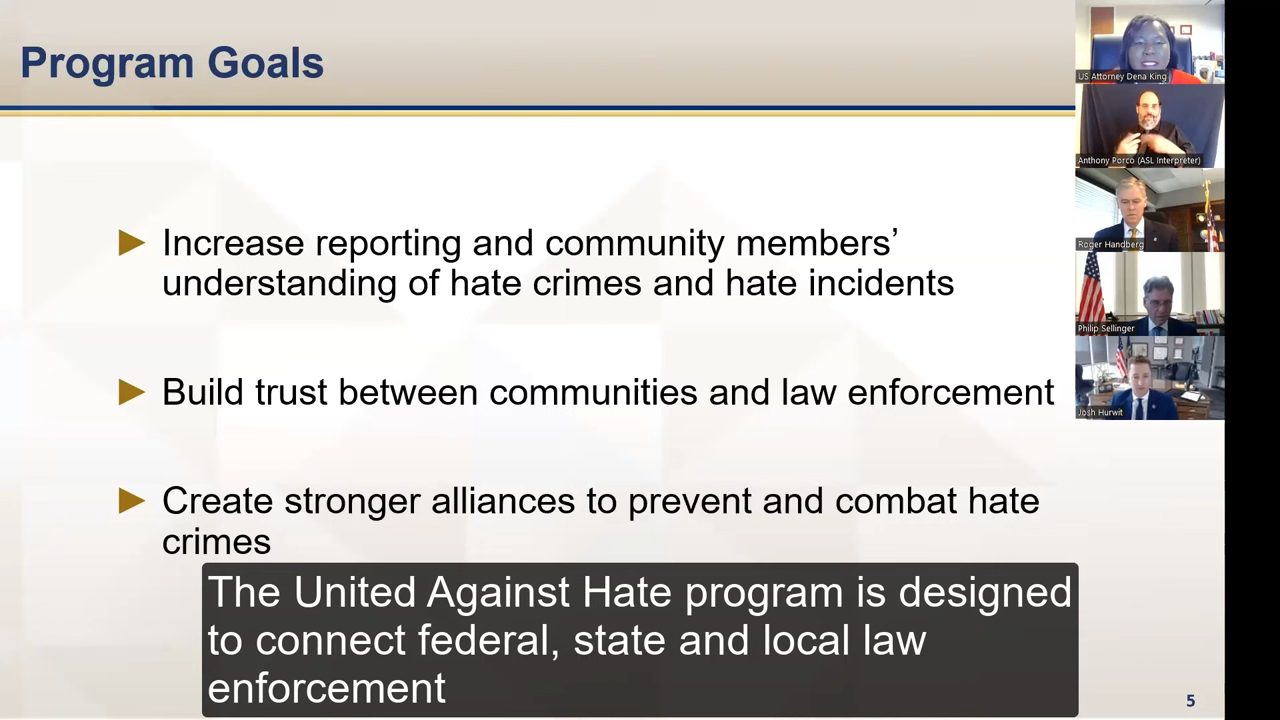 Program Goals
Increase reporting and community members’
understanding of hate crimes and hate incidents
Build trust between communities and law enforcement
Create stronger alliances to prevent and combat hate
crimes
The United Against Hate program is designed
to connect federal, state and local law
enforcement
5
US Attorney Dena King
Anthony Porco (ASL Interpreter)
Roger Handberg
Philip Sellinger
Josh Hurwit